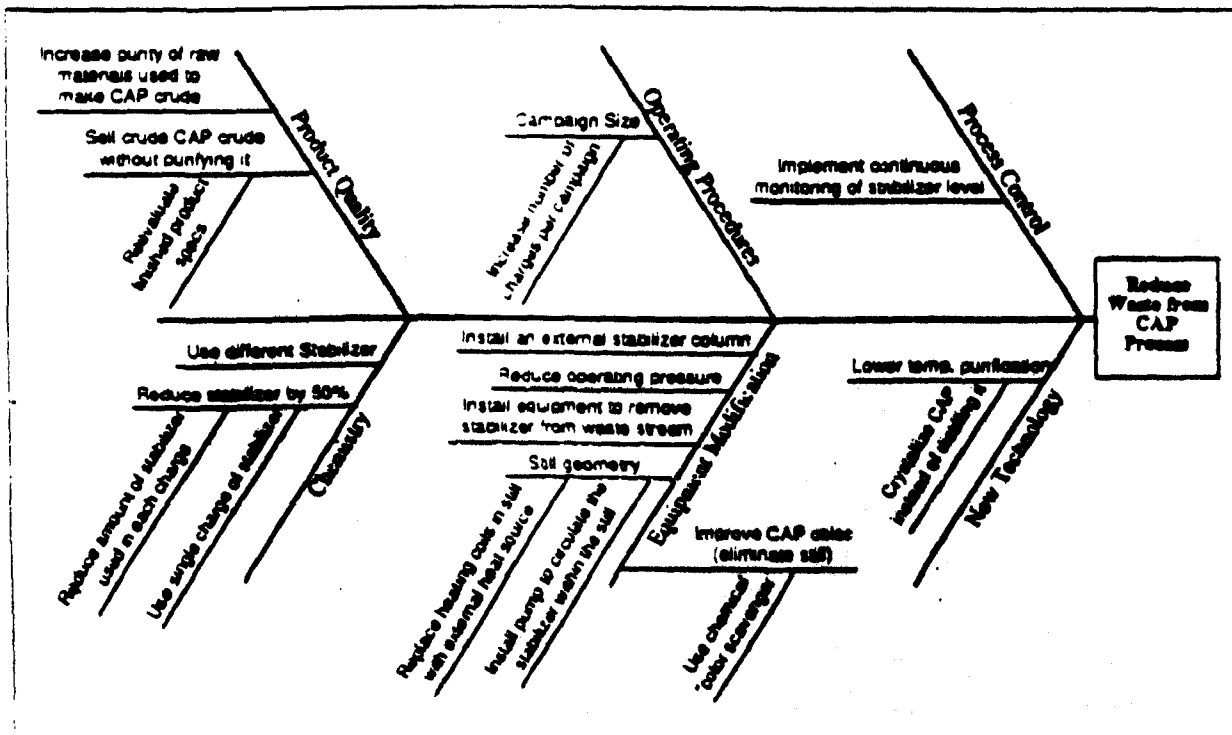 Increase purity of raw
materials used to
make CAP crude
Sell crude CAP crude
without purifying it
Reevaluate
finished product
specs
Product Quality
Campaign Size
Increase number of
charges per campaign
Operating Procedures
Implement continuous
monitoring of stabilizer level
Process Control
Reduce
Waste from
CAP
Process
Use different Stabilizer
Reduce stabilizer by 50%
Reduce amount of stabilizer
used in each charge
Use single charge of stabilizer
Chemistry
Install an external stabilizer column
Reduce operating pressure
Install equipment to remove
stabilizer from waste stream
Still geometry
Replace heating coils in still
with external heat source
Install pump to circulate the
stabilizer within the still
Equipment Modification
Improve CAP
(eliminate still)
Use chemical
"color scavenger"
Lower temp. purification
Crystallize CAP
instead of distilling it
New Technology